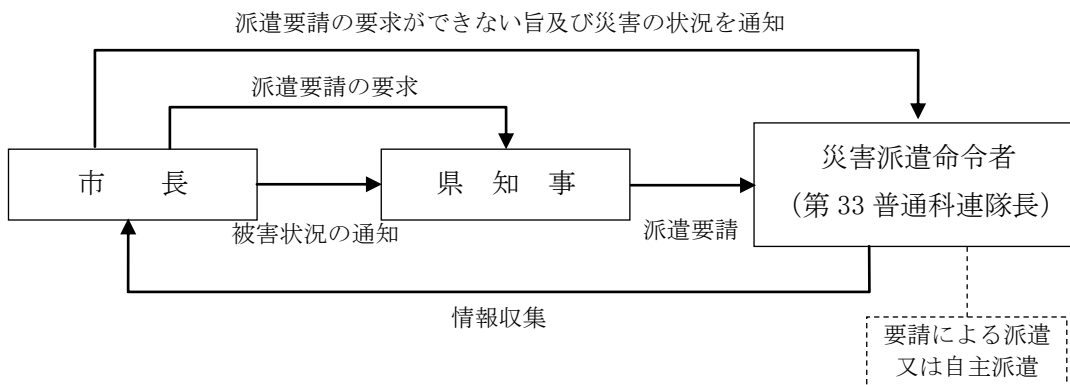 派遣要請の要求ができない旨及び災害の状況を通知
派遣要請の要求
市　長
県　知　事
災害派遣命令者
（第 33 普通科連隊長）
被害状況の通知
派遣要請
情報収集
要請による派遣
又は自主派遣